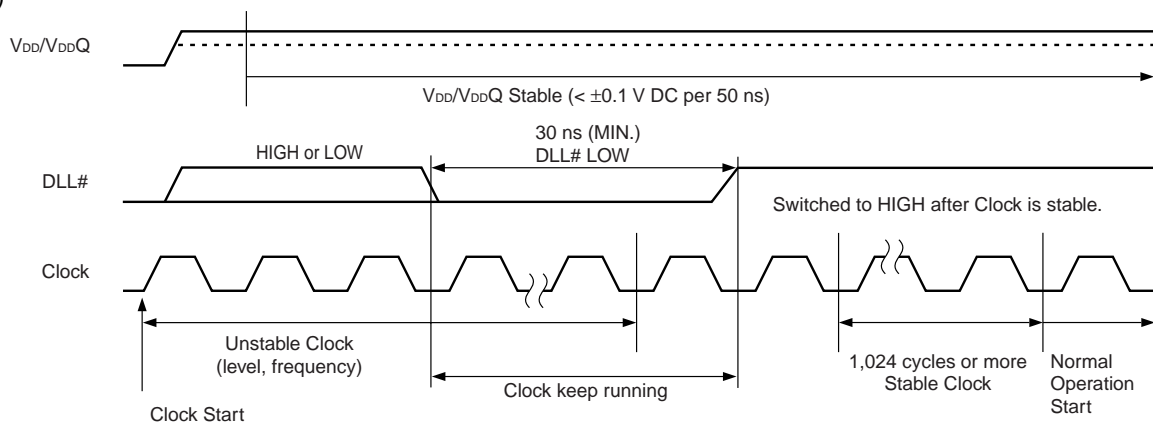 )
VDD/VDDQ
VDD/VDDQ Stable (< ±0.1 V DC per 50 ns)
30 ns (MIN.)
HIGH or LOW
DLL# LOW
DLL#
Switched to HIGH after Clock is stable.
Clock
Unstable Clock
(level, frequency)
1,024 cycles or more
Stable Clock
Normal
Operation
Start
Clock keep running
Clock Start